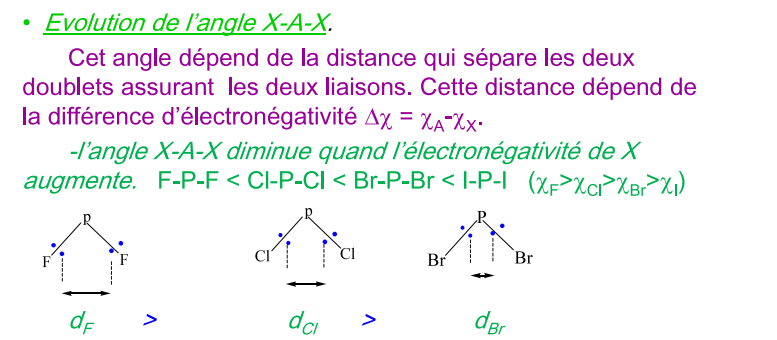 • Evolution de l'angle X-A-X.
Cet angle dépend de la distance qui sépare les deux
doublets assurant les deux liaisons. Cette distance dépend de
la différence d'électronégativité Δχ = χA-χX.
-l'angle X-A-X diminue quand l'électronégativité de X
augmente. F-P-F < Cl-P-Cl < Br-P-Br < I-P-I (χF>χCl>χBr>χI)
p p P
F F Cl Cl Br Br
dF > dCl > dBr